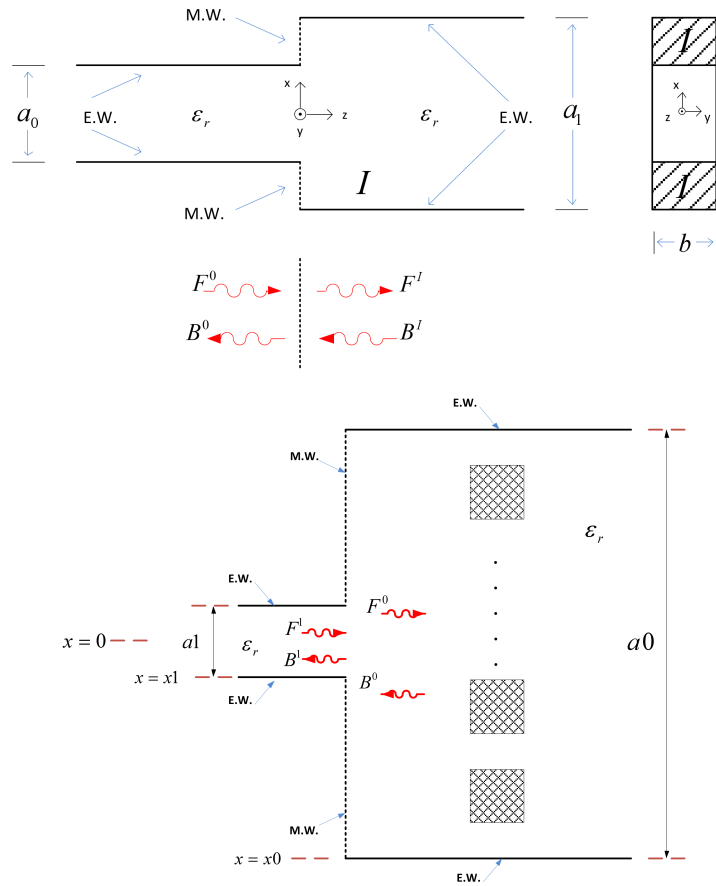 M.W.
I
x
a₀
E.W.
εᵣ
y
z
εᵣ
E.W.
a₁
x
z
y
M.W.
I
I
b
F⁰
Fᴵ
B⁰
Bᴵ
E.W.
M.W.
εᵣ
E.W.
F⁰
x = 0
a1
εᵣ
F¹
a0
B¹
x = x1
B⁰
E.W.
M.W.
x = x0
E.W.